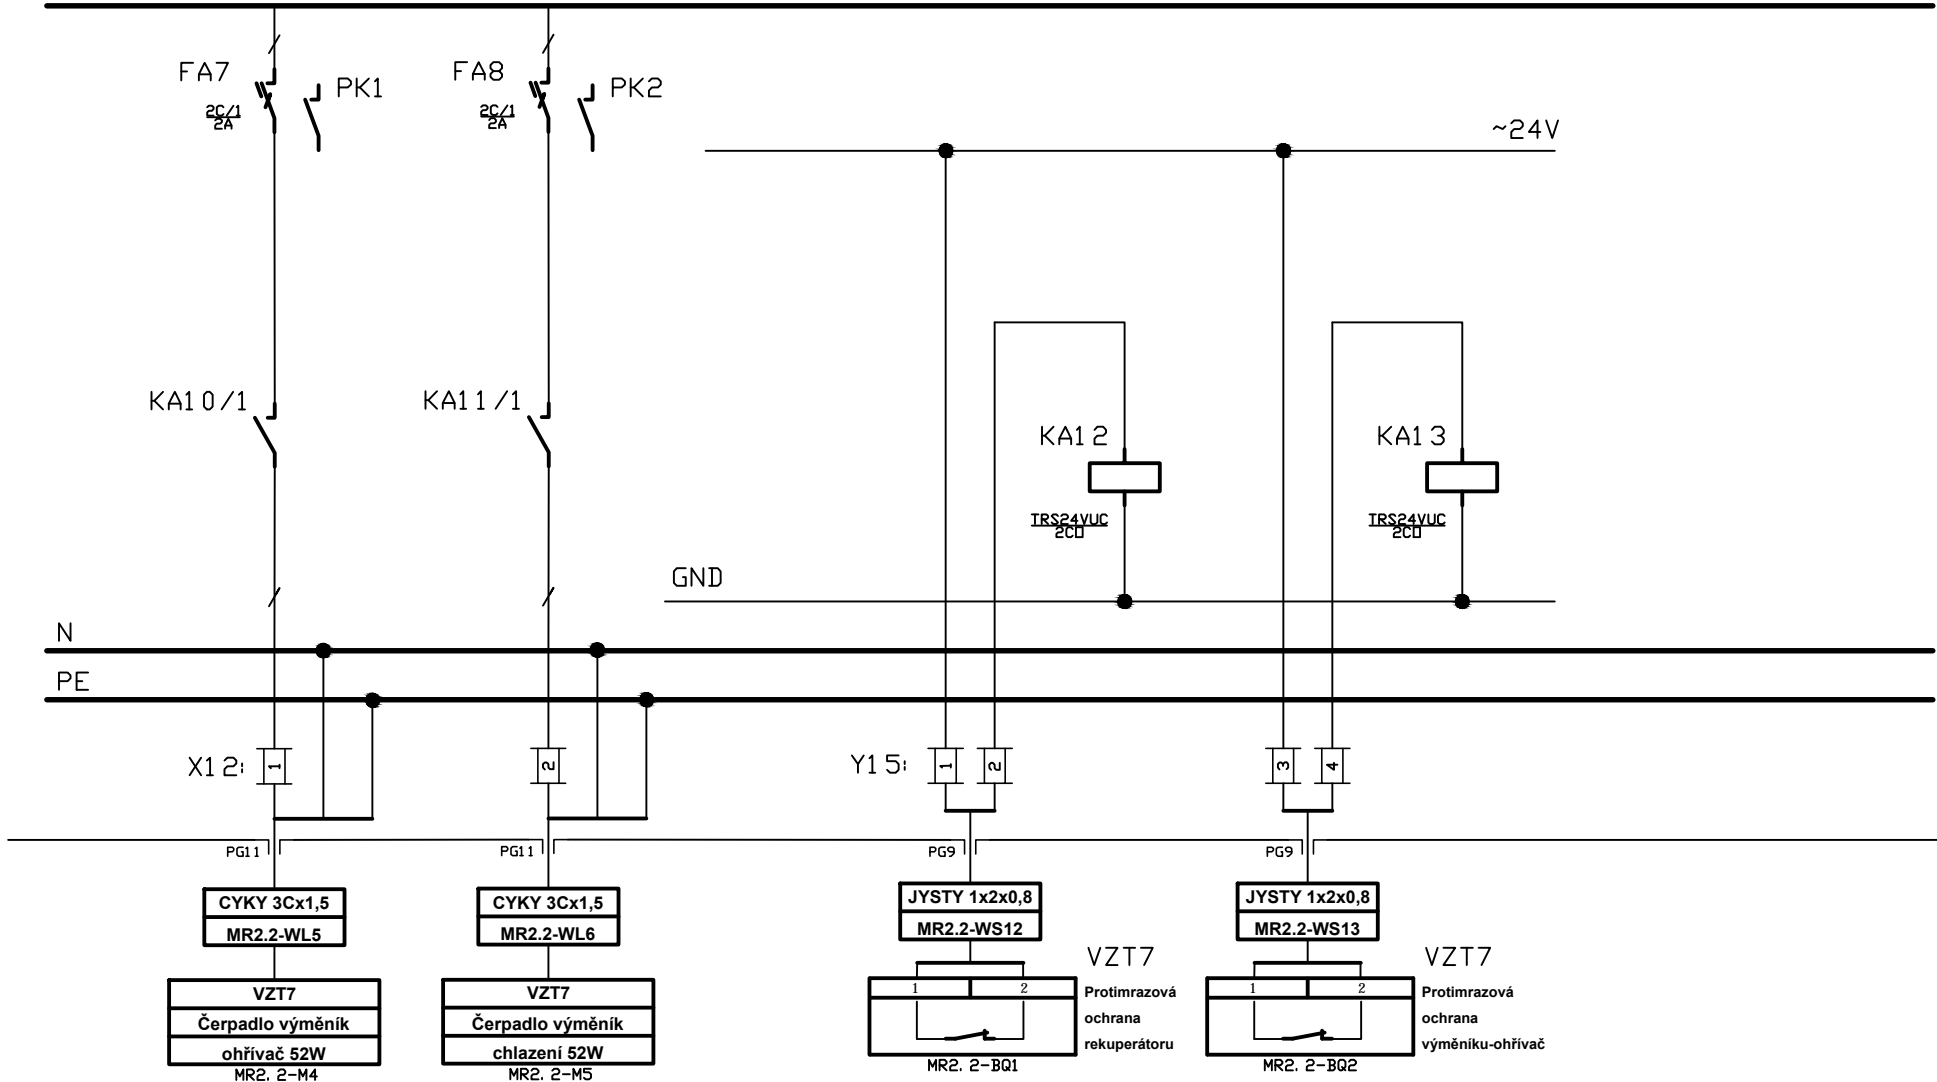 FA7
2C/1
2A
PK1
FA8
2C/1
2A
PK2
~24V
KA10/1
KA11/1
KA12
TRS24VUC
2CO
KA13
TRS24VUC
2CO
GND
N
PE
X12:
1
2
Y15:
1
2
3
4
PG11
PG11
PG9
PG9
CYKY 3Cx1,5
MR2.2-WL5
CYKY 3Cx1,5
MR2.2-WL6
JYSTY 1x2x0,8
MR2.2-WS12
JYSTY 1x2x0,8
MR2.2-WS13
VZT7
Čerpadlo výměník
ohřívač 52W
MR2. 2-M4
VZT7
Čerpadlo výměník
chlazení 52W
MR2. 2-M5
1 2
VZT7
Protimrazová
ochrana
rekuperátoru
MR2. 2-BQ1
1 2
VZT7
Protimrazová
ochrana
výměníku-ohřívač
MR2. 2-BQ2